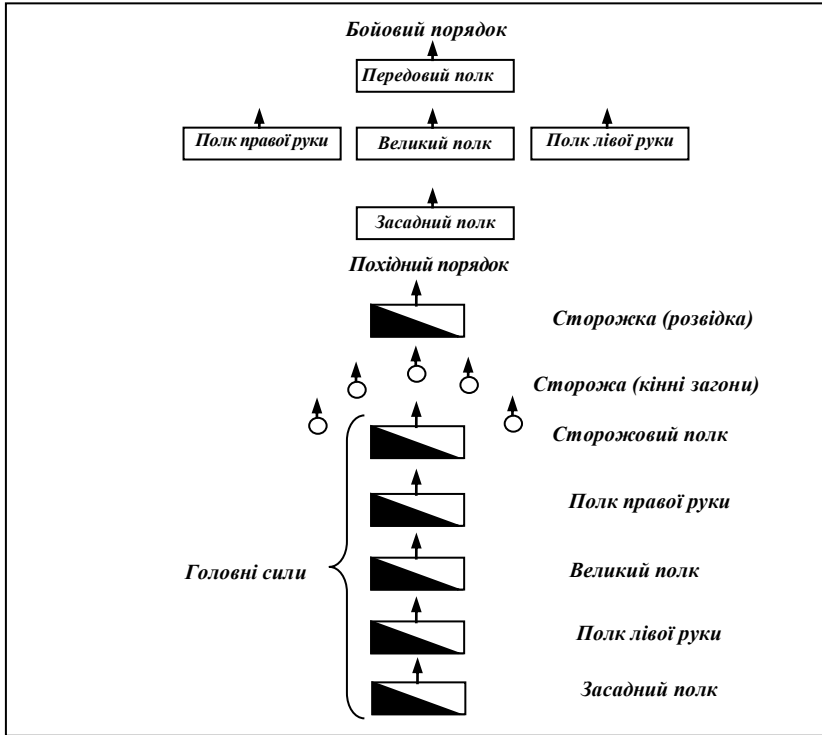 Бойовий порядок
Передовий полк
Полк правої руки
Великий полк
Полк лівої руки
Засадний полк
Похідний порядок
Сторожка (розвідка)
Сторожа (кінні загони)
Сторожовий полк
Полк правої руки
Головні сили
Великий полк
Полк лівої руки
Засадний полк